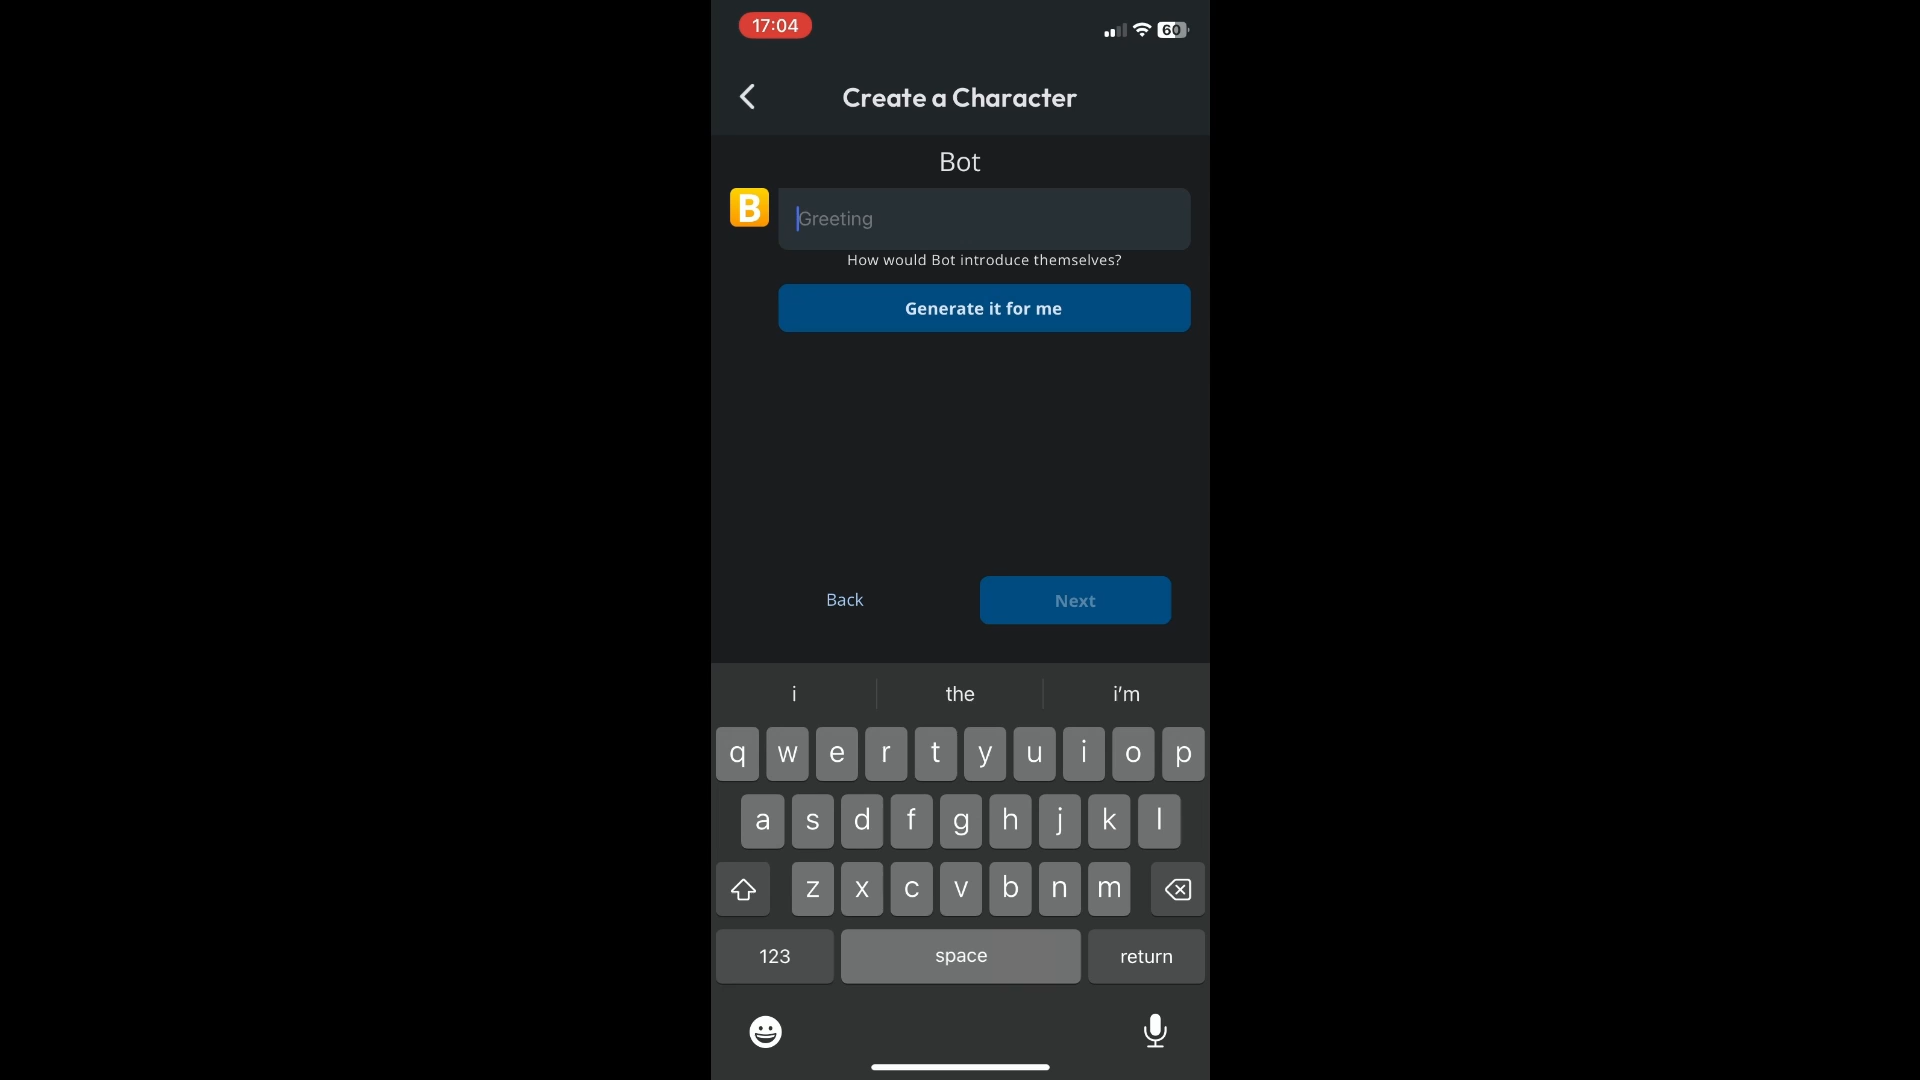 17:04
60
Create a Character
Bot
B
Greeting
How would Bot introduce themselves?
Generate it for me
Back
Next
i
the
i'm
q w e r t y u i o p
a s d f g h j k l
z x c v b n m
123
space
return